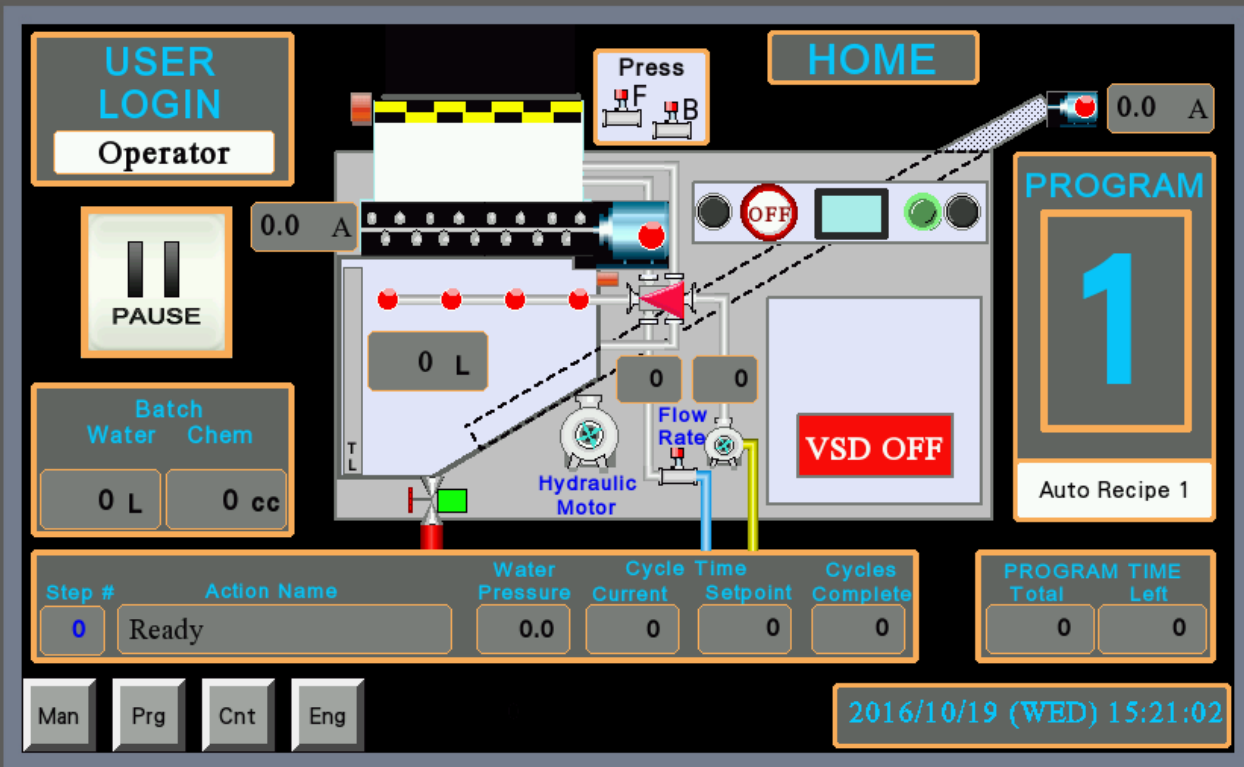 USER
LOGIN
Operator
Press
F
B
HOME
0.0 A
PROGRAM
1
Auto Recipe 1
0.0 A
OFF
PAUSE
0 L
0
0
Flow
Rate
T
L
Hydraulic
Motor
VSD OFF
Batch
Water Chem
0 L
0 cc
Step #
Action Name
Water
Pressure
Cycle Time
Current
Setpoint
Cycles
Complete
0
Ready
0.0
0
0
0
PROGRAM TIME
Total Left
0
0
Man
Prg
Cnt
Eng
2016/10/19 (WED) 15:21:02